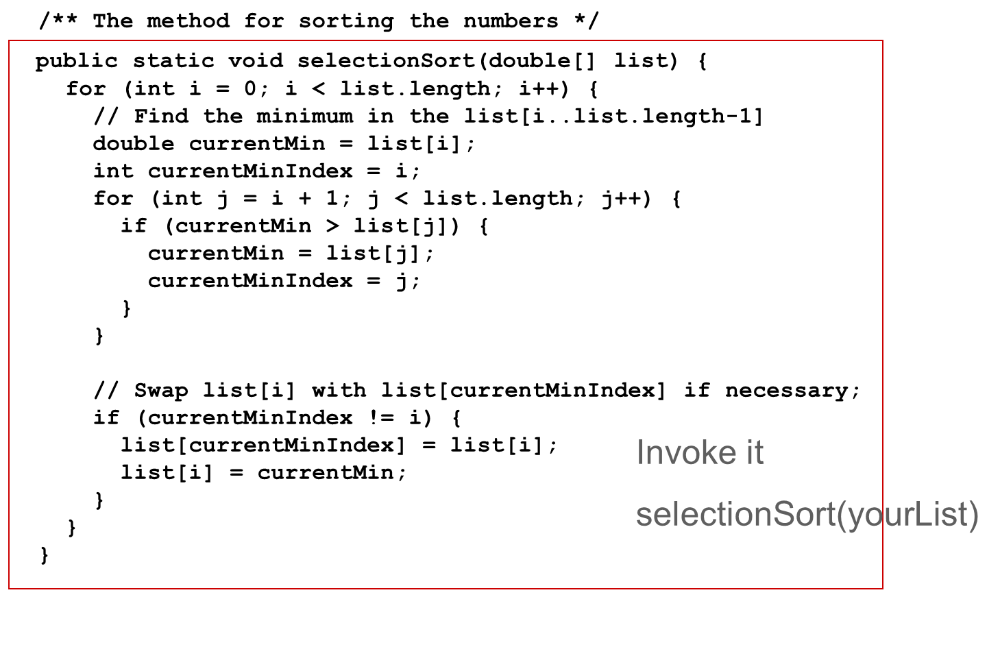 /** The method for sorting the numbers */
public static void selectionSort(double[] list) {
for (int i = 0; i < list.length; i++) {
// Find the minimum in the list[i..list.length-1]
double currentMin = list[i];
int currentMinIndex = i;
for (int j = i + 1; j < list.length; j++) {
if (currentMin > list[j]) {
currentMin = list[j];
currentMinIndex = j;
}
}
// Swap list[i] with list[currentMinIndex] if necessary;
if (currentMinIndex != i) {
list[currentMinIndex] = list[i];
list[i] = currentMin;
}
}
}
Invoke it
selectionSort(yourList)